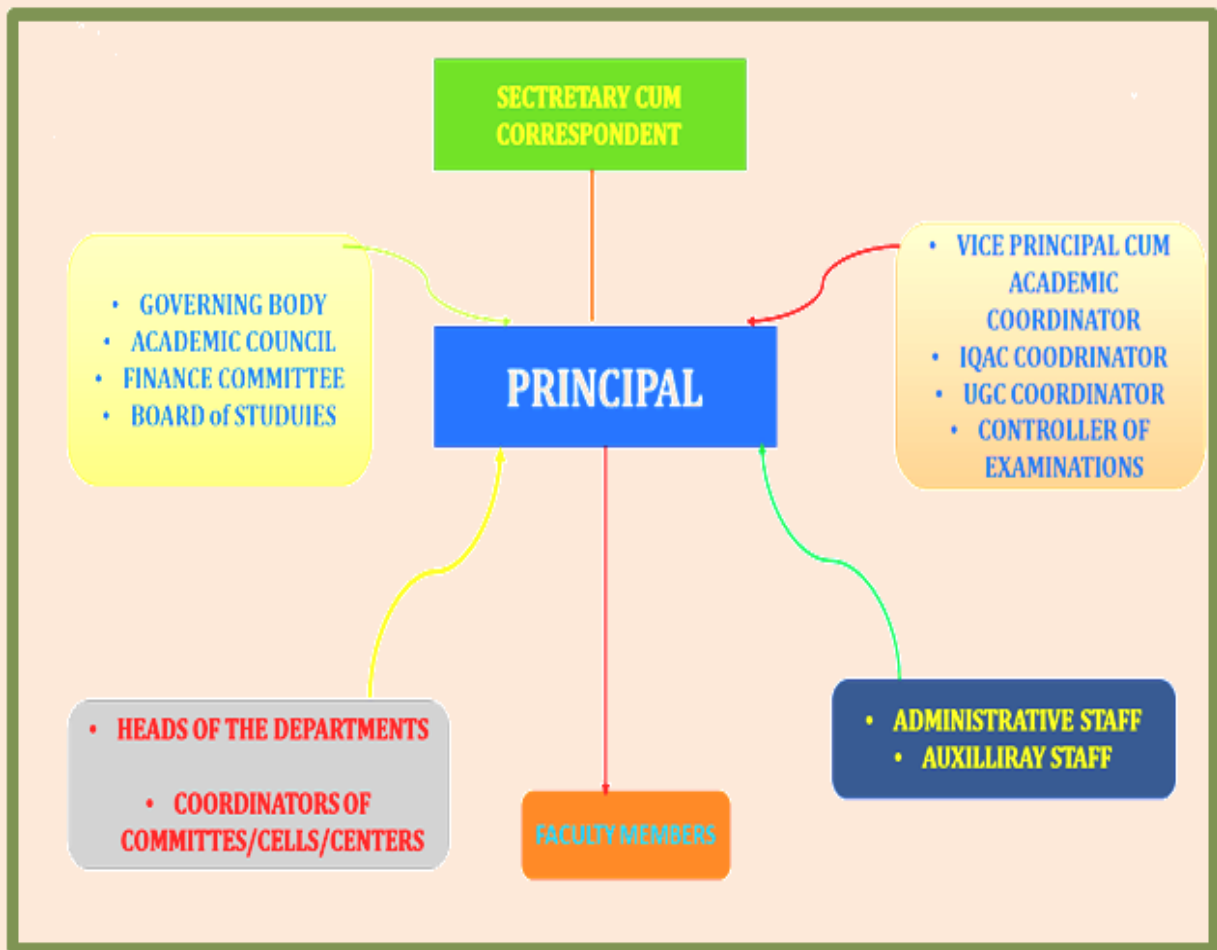 SECTRETARY CUM
CORRESPONDENT
• GOVERNING BODY
• ACADEMIC COUNCIL
• FINANCE COMMITTEE
• BOARD of STUDUIES
PRINCIPAL
• VICE PRINCIPAL CUM
ACADEMIC
COORDINATOR
• IQAC COODRINATOR
• UGC COORDINATOR
• CONTROLLER OF
EXAMINATIONS
• HEADS OF THE DEPARTMENTS
• COORDINATORS OF
COMMITTES/CELLS/CENTERS
FACULTY MEMBERS
• ADMINISTRATIVE STAFF
• AUXILLIRAY STAFF